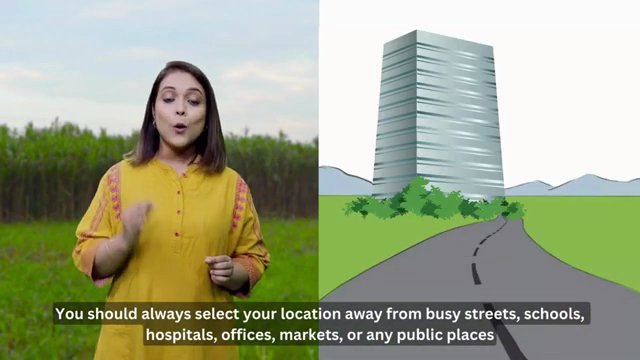 You should always select your location away from busy streets, schools,
hospitals, offices, markets, or any public places